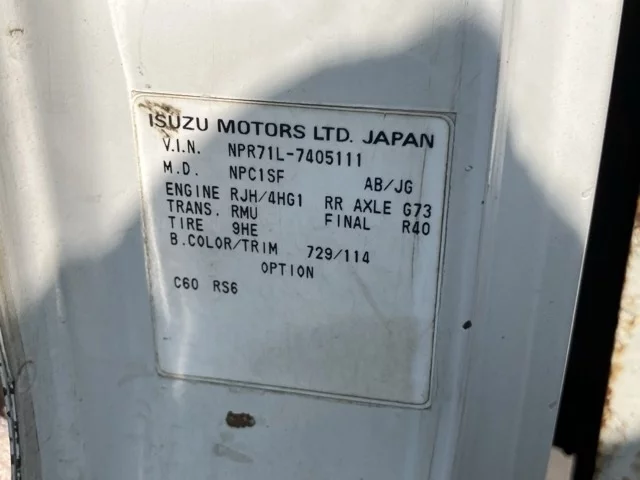 ISUZU MOTORS LTD. JAPAN
V.I.N. NPR71L-7405111
M.D. NPC1SF AB/JG
ENGINE RJH/4HG1 RR AXLE G73
TRANS. RMU FINAL R40
TIRE 9HE
B.COLOR/TRIM 729/114
OPTION
C60 RS6